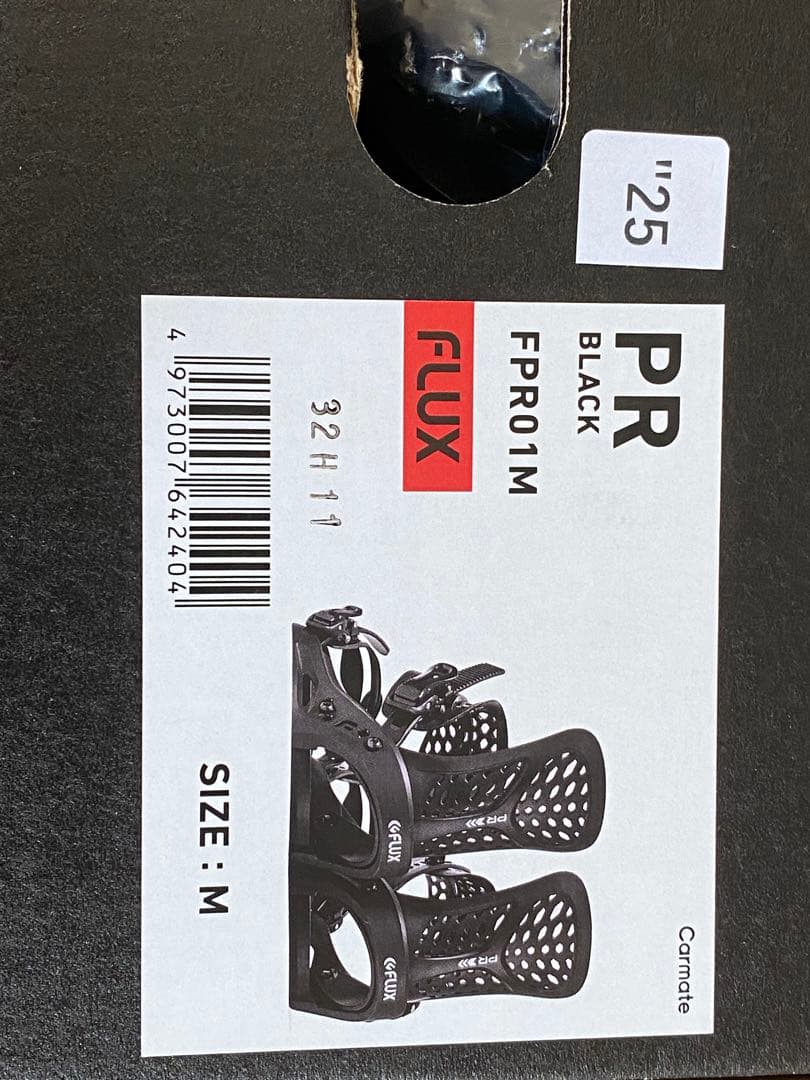 "25
PR
BLACK
FPR01M
FLUX
32H11
4 973007 642404
SIZE : M
Carmate
PR
FLUX
PR
FLUX